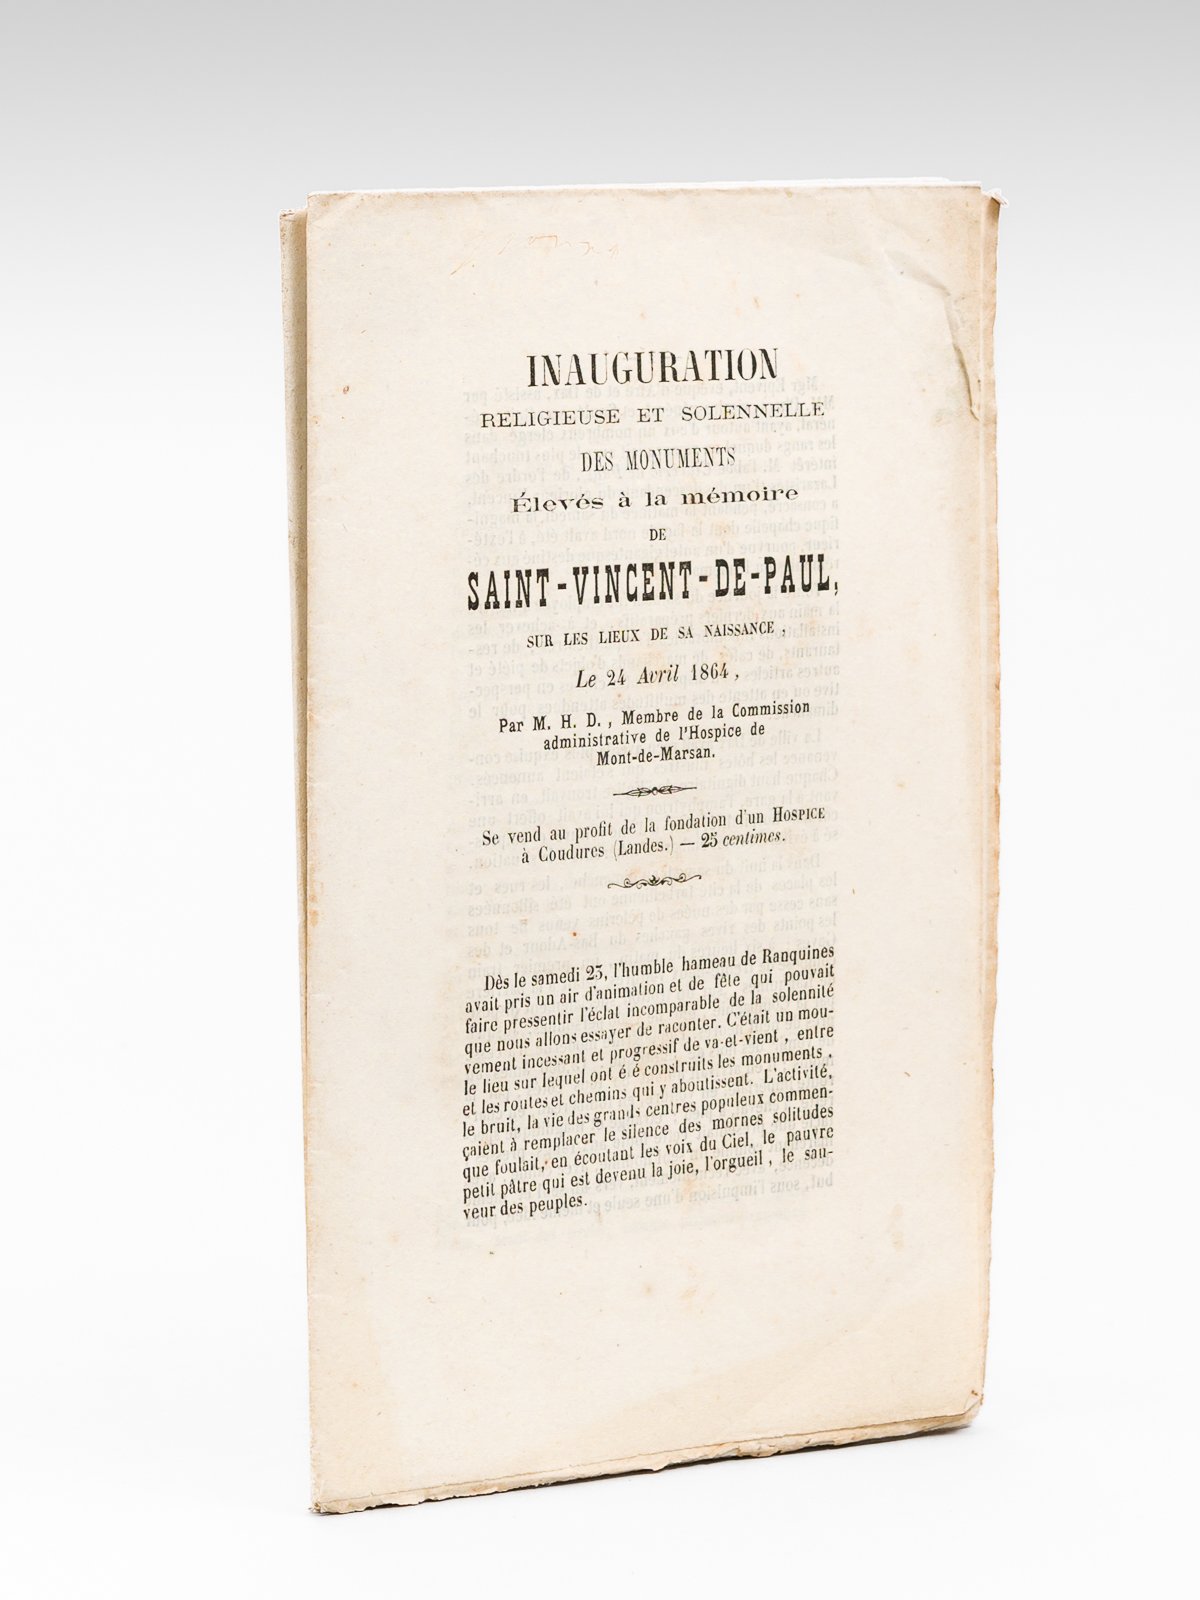 INAUGURATION
RELIGIEUSE ET SOLENNELLE
DES MONUMENTS
Élevés à la mémoire
DE
SAINT-VINCENT-DE-PAUL,
SUR LES LIEUX DE SA NAISSANCE,
Le 24 Avril 1864,
Par M. H. D., Membre de la Commission
administrative de l'Hospice de
Mont-de-Marsan.
Se vend au profit de la fondation d'un HOSPICE
à Coudures (Landes.) — 25 centimes.
Dès le samedi 23, l'humble hameau de Ranquines
avait pris un air d'animation et de fête qui pouvait
faire pressentir l'éclat incomparable de la solennité
que nous allons essayer de raconter. C'était un mou-
vement incessant et progressif de va-et-vient, entre
le lieu sur lequel ont é é construits les monuments,
et les routes et chemins qui y aboutissent. L'activité,
le bruit, la vie des grands centres populeux commen-
çaient à remplacer le silence des mornes solitudes
que foulait, en écoutant les voix du Ciel, le pauvre
petit pâtre qui est devenu la joie, l'orgueil, le sau-
veur des peuples.